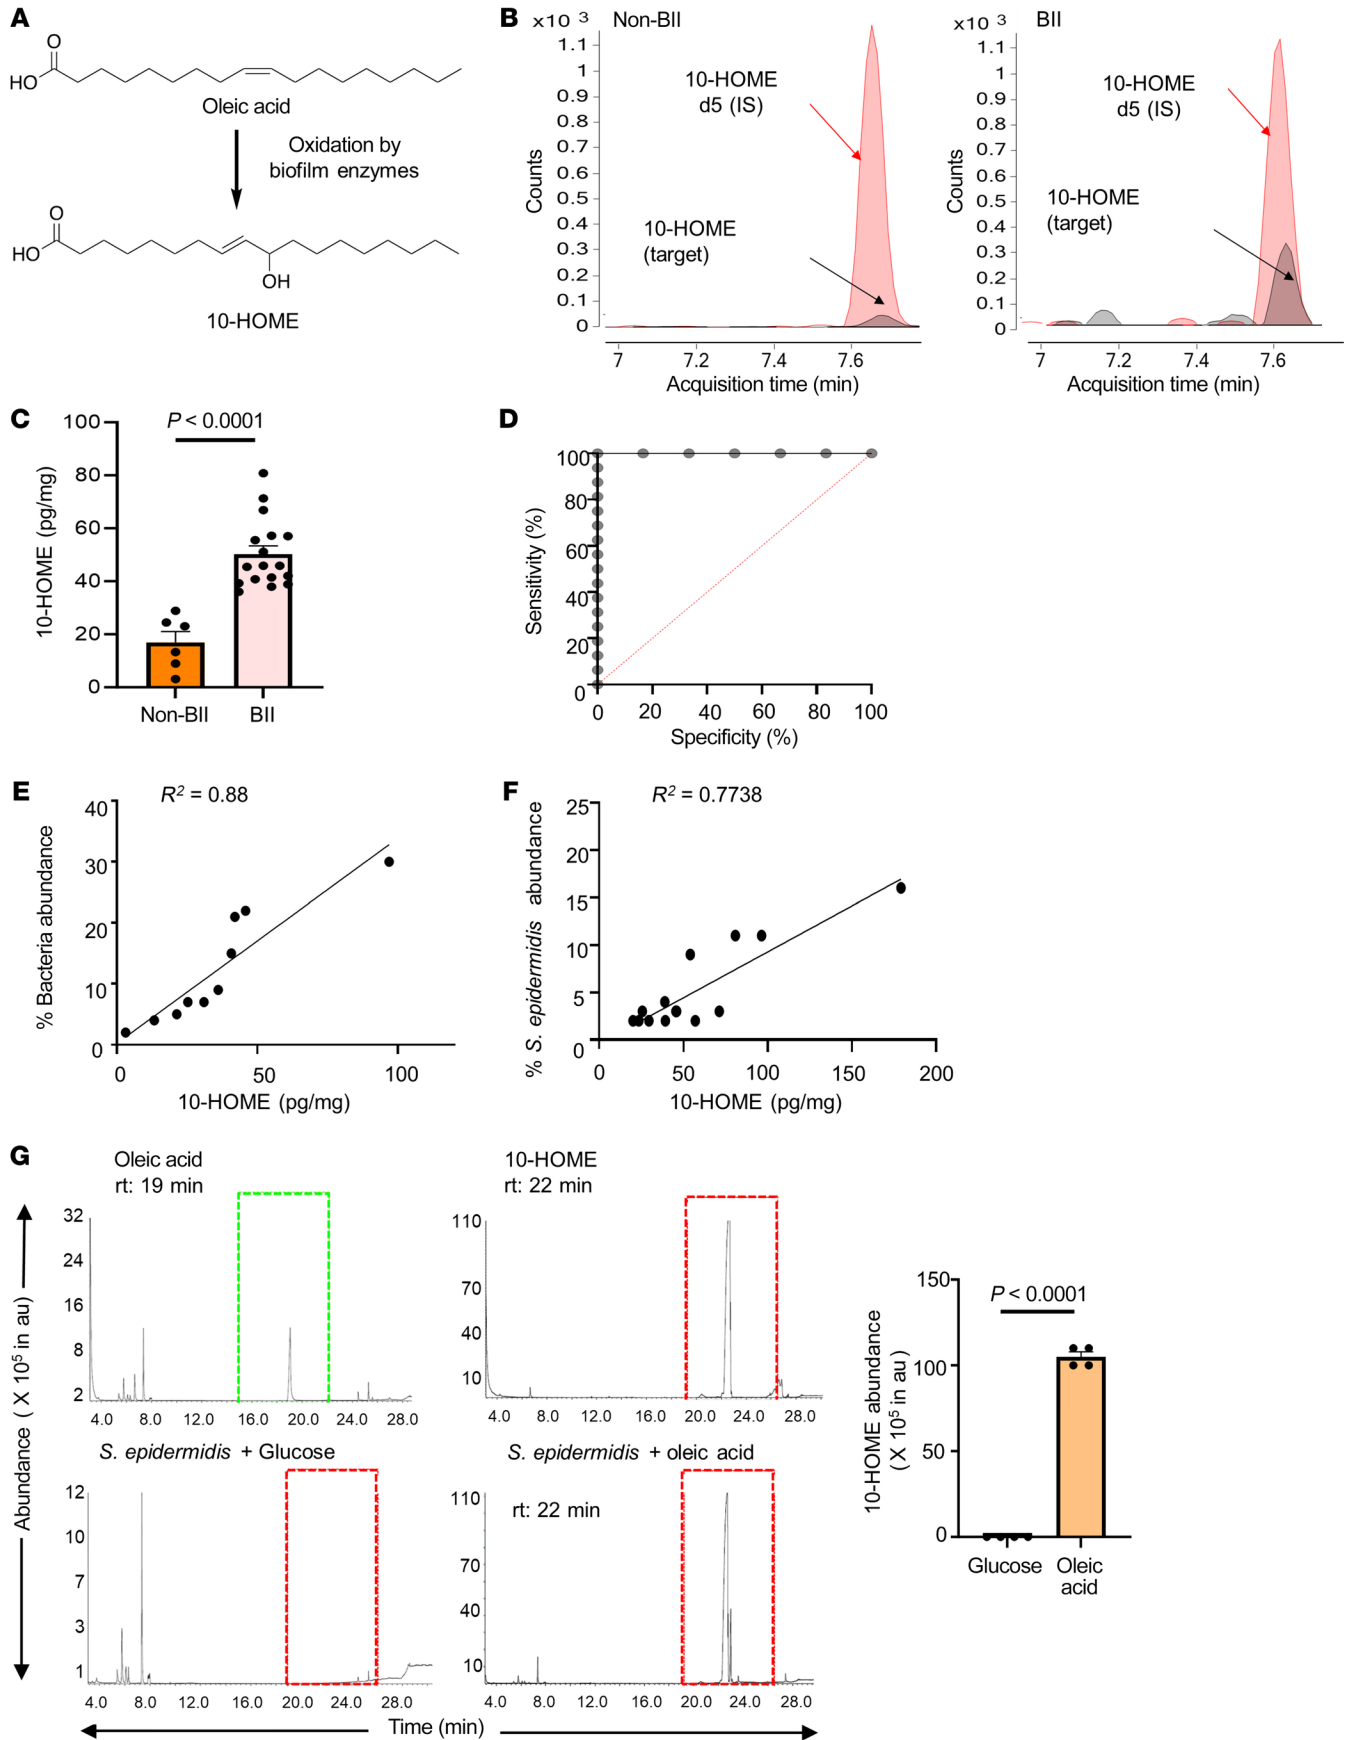 A
O
HO
Oleic acid
Oxidation by
biofilm enzymes
O
HO
OH
10-HOME
B
x10 3
Non-BII
1.1
1
0.9
0.8
0.7
0.6
0.5
0.4
0.3
0.2
0.1
0
Counts
10-HOME
d5 (IS)
10-HOME
(target)
7
7.2
7.4
7.6
Acquisition time (min)
x10 3
BII
1.1
1
0.9
0.8
0.7
0.6
0.5
0.4
0.3
0.2
0.1
0
Counts
10-HOME
d5 (IS)
10-HOME
(target)
7
7.2
7.4
7.6
Acquisition time (min)
C
P < 0.0001
100
80
60
40
20
0
10-HOME (pg/mg)
Non-BII
BII
D
100
80
60
40
20
0
Sensitivity (%)
0
20
40
60
80
100
Specificity (%)
E
R2 = 0.88
40
30
20
10
0
% Bacteria abundance
0
50
100
10-HOME (pg/mg)
F
R2 = 0.7738
25
20
15
10
5
0
% S. epidermidis abundance
0
50
100
150
200
10-HOME (pg/mg)
G
Abundance ( X 105 in au)
Oleic acid
rt: 19 min
32
24
16
8
2
4.0 8.0 12.0 16.0 20.0 24.0 28.0
10-HOME
rt: 22 min
110
70
40
10
4.0 8.0 12.0 16.0 20.0 24.0 28.0
S. epidermidis + Glucose
12
10
7
3
1
4.0 8.0 12.0 16.0 20.0 24.0 28.0
S. epidermidis + oleic acid
rt: 22 min
110
70
40
10
4.0 8.0 12.0 16.0 20.0 24.0 28.0
Time (min)
P < 0.0001
150
100
50
0
10-HOME abundance
( X 105 in au )
Glucose
Oleic
acid